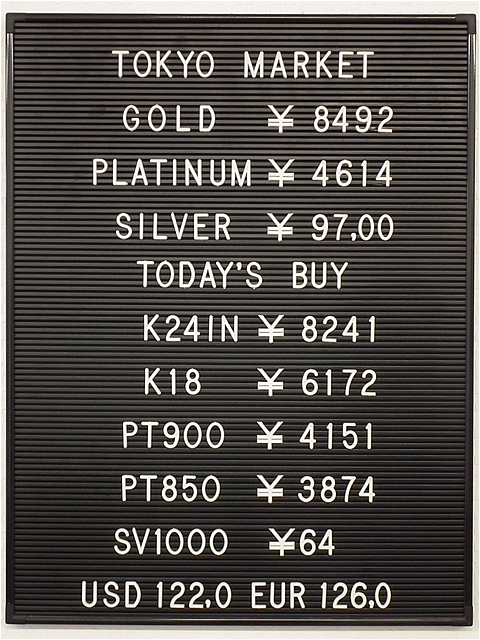 TOKYO MARKET
GOLD ¥ 8492
PLATINUM ¥ 4614
SILVER ¥ 97,00
TODAY'S BUY
K24IN ¥ 8241
K18 ¥ 6172
PT900 ¥ 4151
PT850 ¥ 3874
SV1000 ¥64
USD 122,0 EUR 126,0